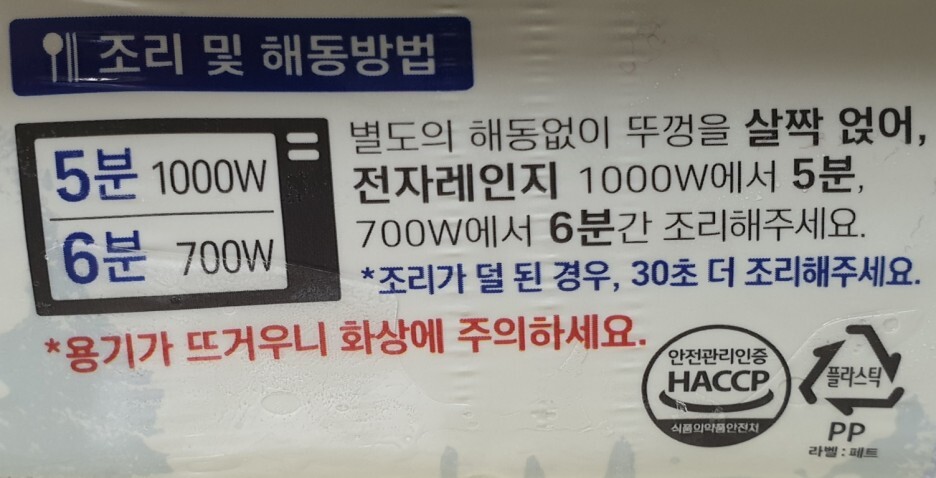 조리 및 해동방법
5분 1000W
6분 700W
별도의 해동없이 뚜껑을 살짝 얹어,
전자레인지 1000W에서 5분,
700W에서 6분간 조리해주세요.
*조리가 덜 된 경우, 30초 더 조리해주세요.
*용기가 뜨거우니 화상에 주의하세요.
안전관리인증
HACCP
식품의약품안전처
플라스틱
PP
라벨 : 페트